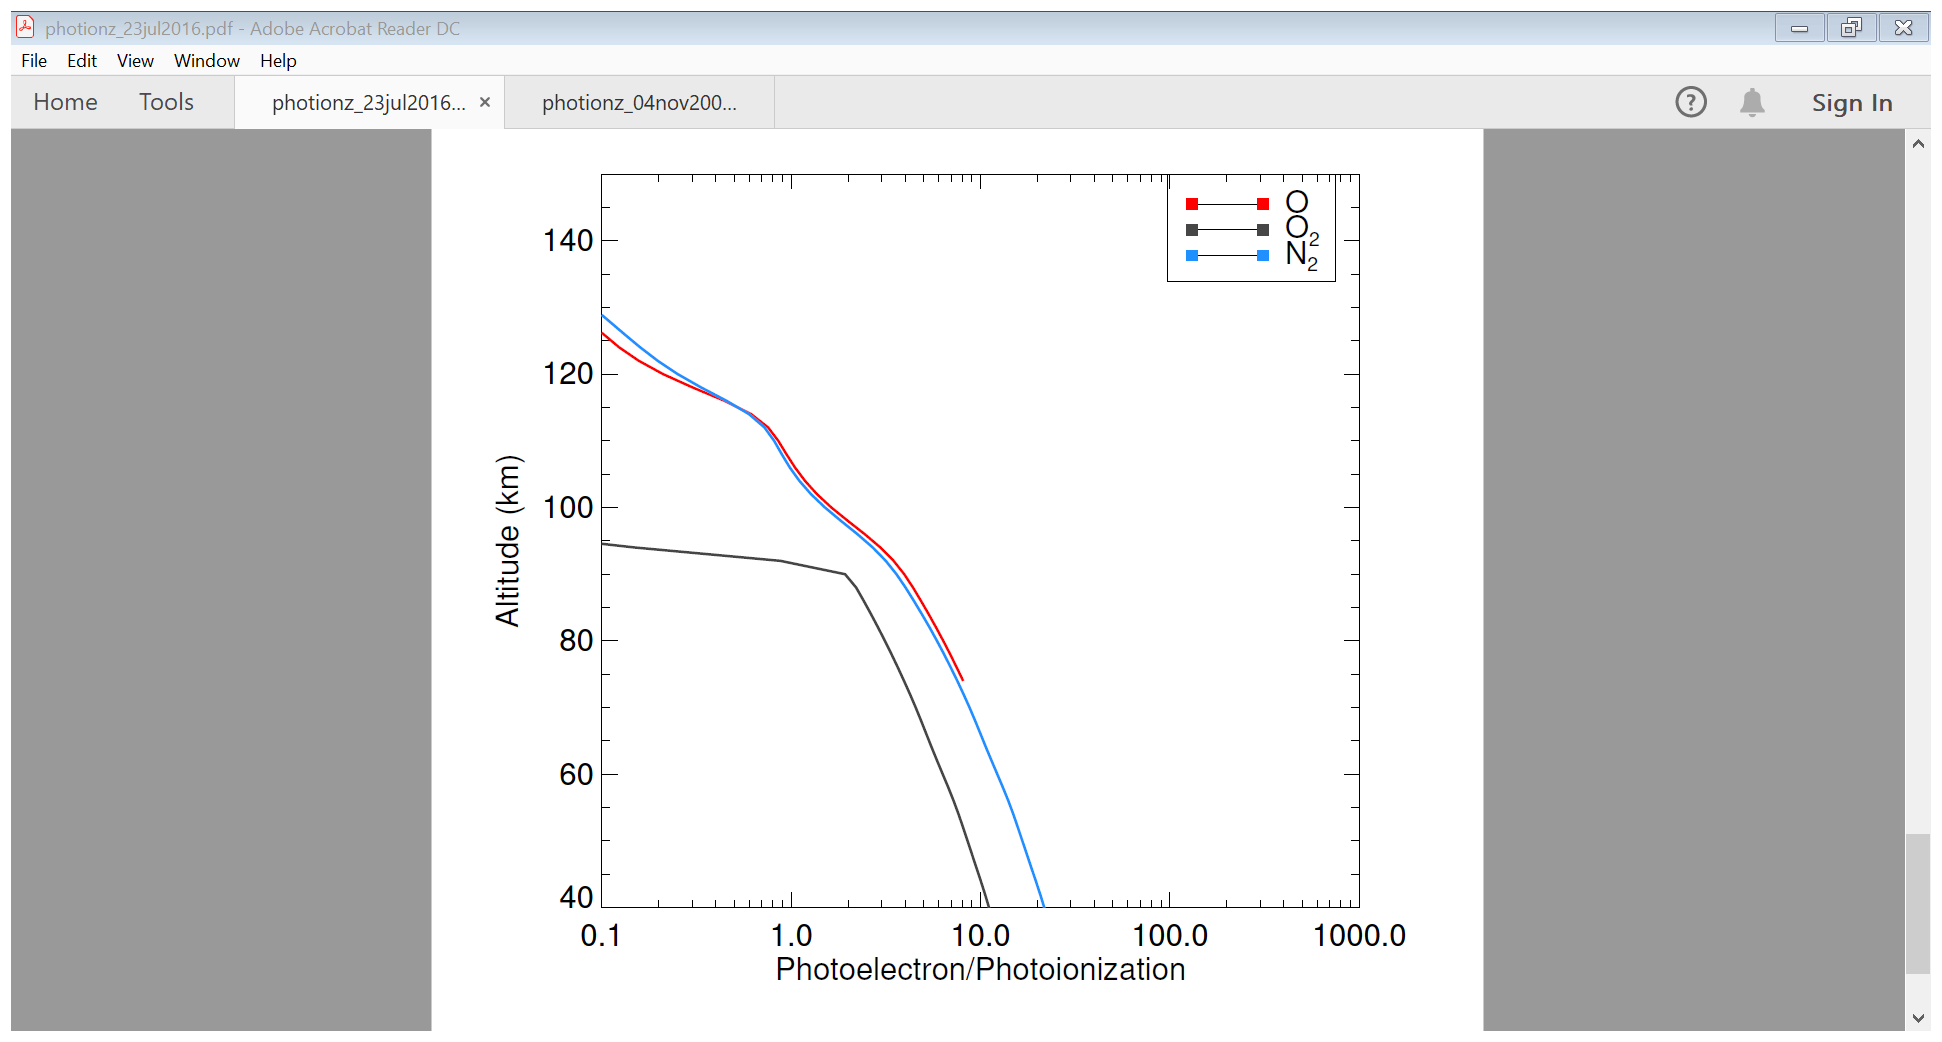 photionz_23jul2016.pdf - Adobe Acrobat Reader DC
File Edit View Window Help
Home Tools photionz_23jul2016... × photionz_04nov200... ? Sign In
O
O₂
N₂
140
120
100
80
60
40
Altitude (km)
0.1 1.0 10.0 100.0 1000.0
Photoelectron/Photoionization